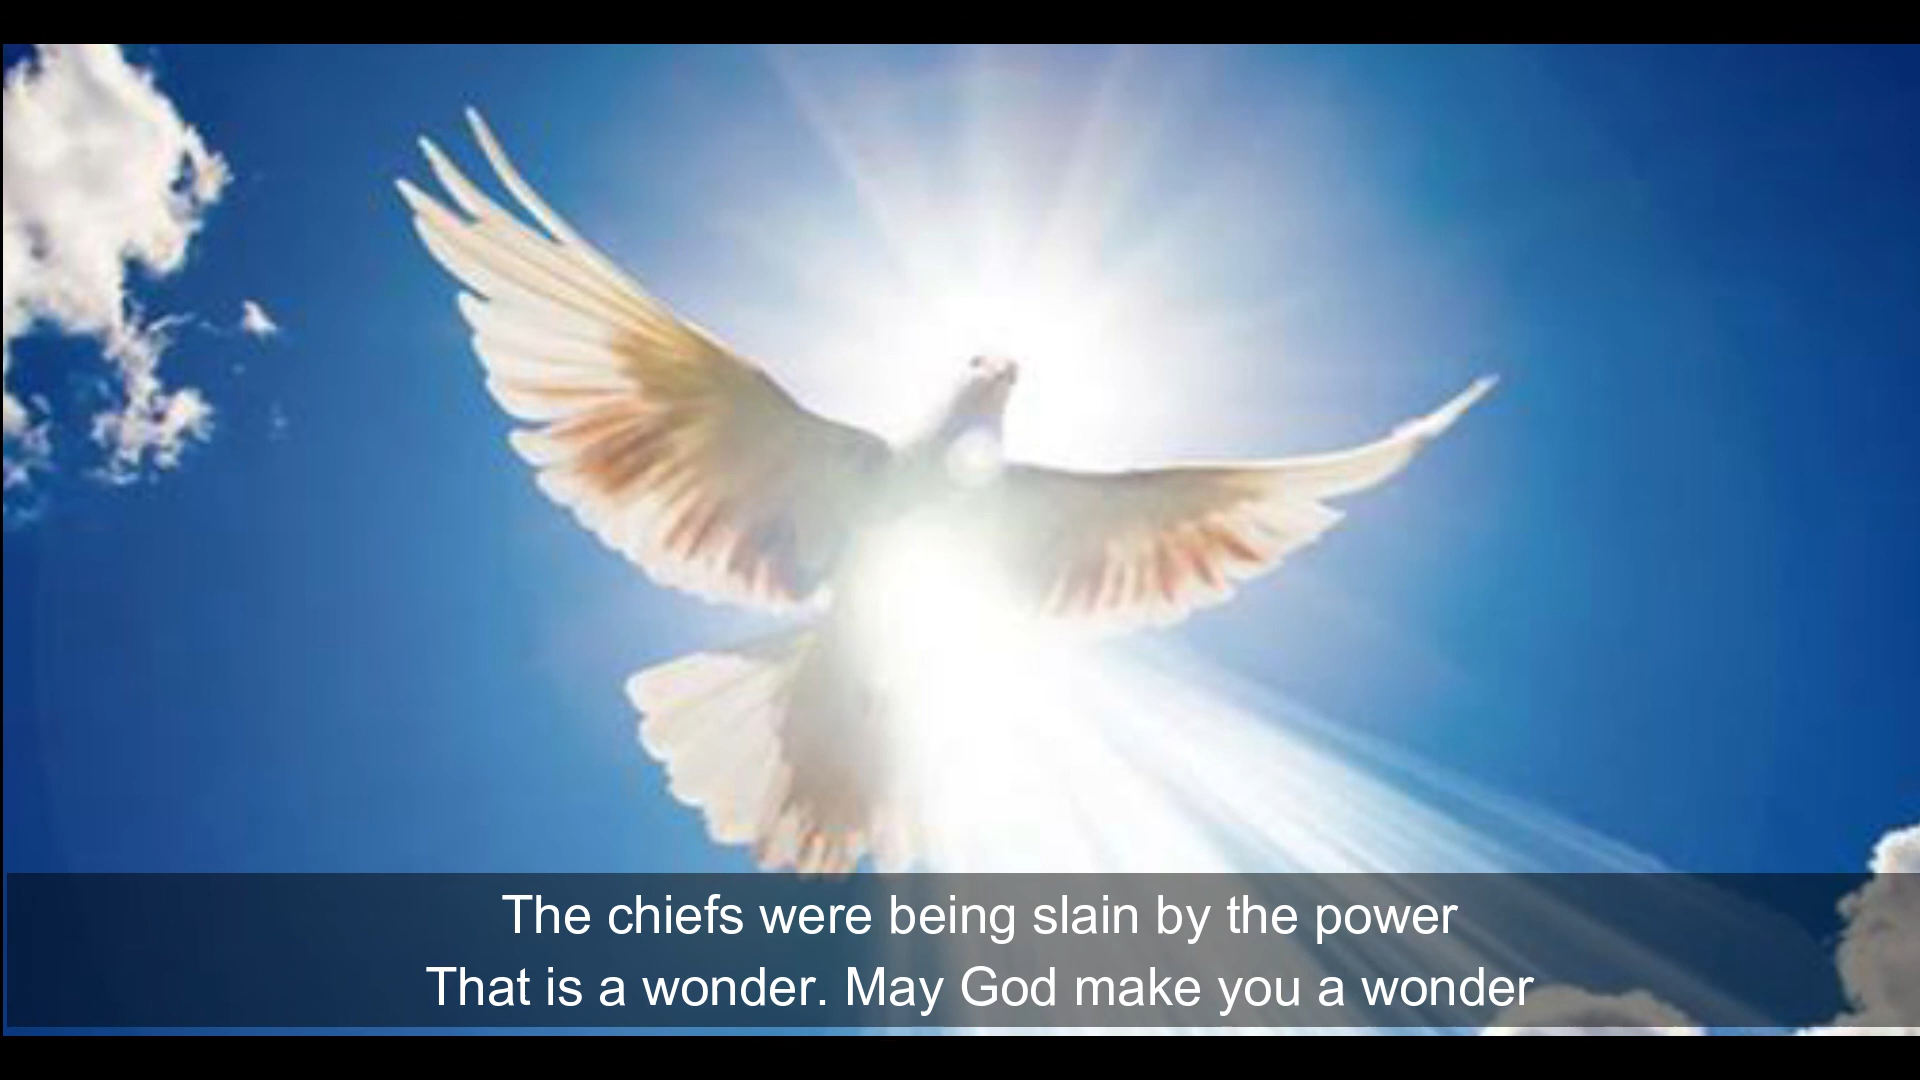 The chiefs were being slain by the power
That is a wonder. May God make you a wonder